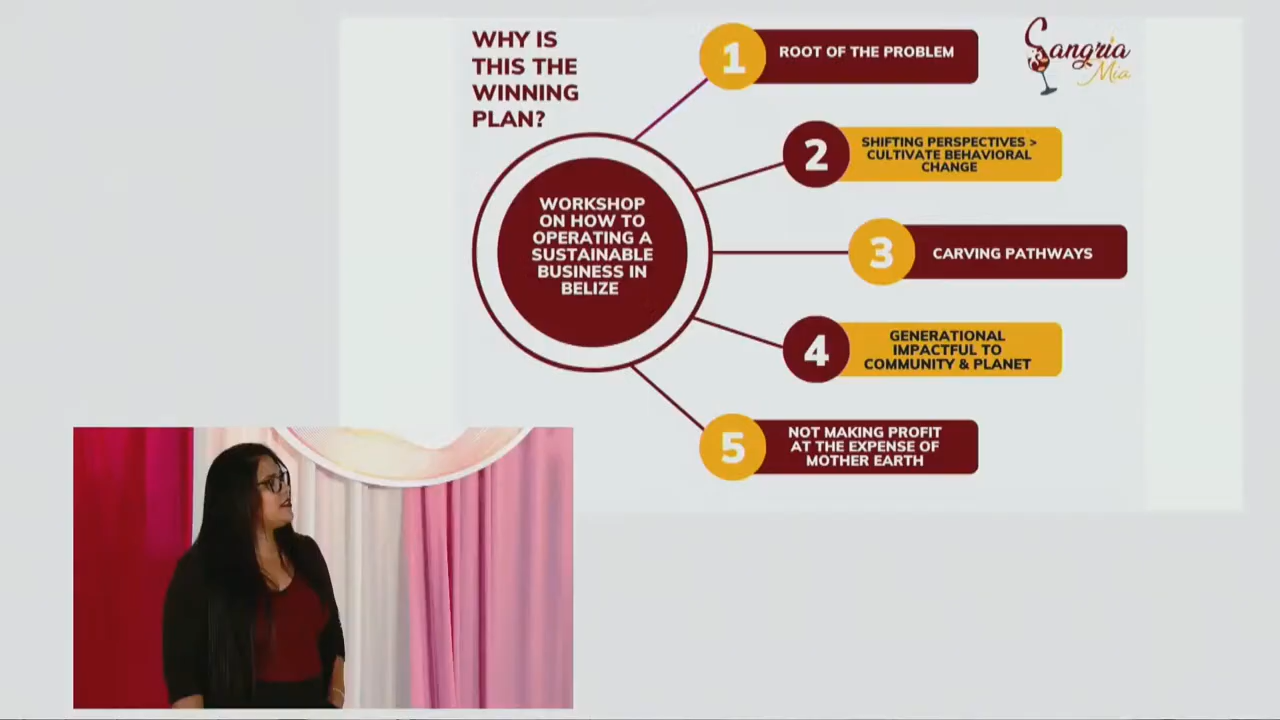 WHY IS
THIS THE
WINNING
PLAN?
WORKSHOP
ON HOW TO
OPERATING A
SUSTAINABLE
BUSINESS IN
BELIZE
1
ROOT OF THE PROBLEM
2
SHIFTING PERSPECTIVES >
CULTIVATE BEHAVIORAL
CHANGE
3
CARVING PATHWAYS
4
GENERATIONAL
IMPACTFUL TO
COMMUNITY & PLANET
5
NOT MAKING PROFIT
AT THE EXPENSE OF
MOTHER EARTH
Sangria
Mia